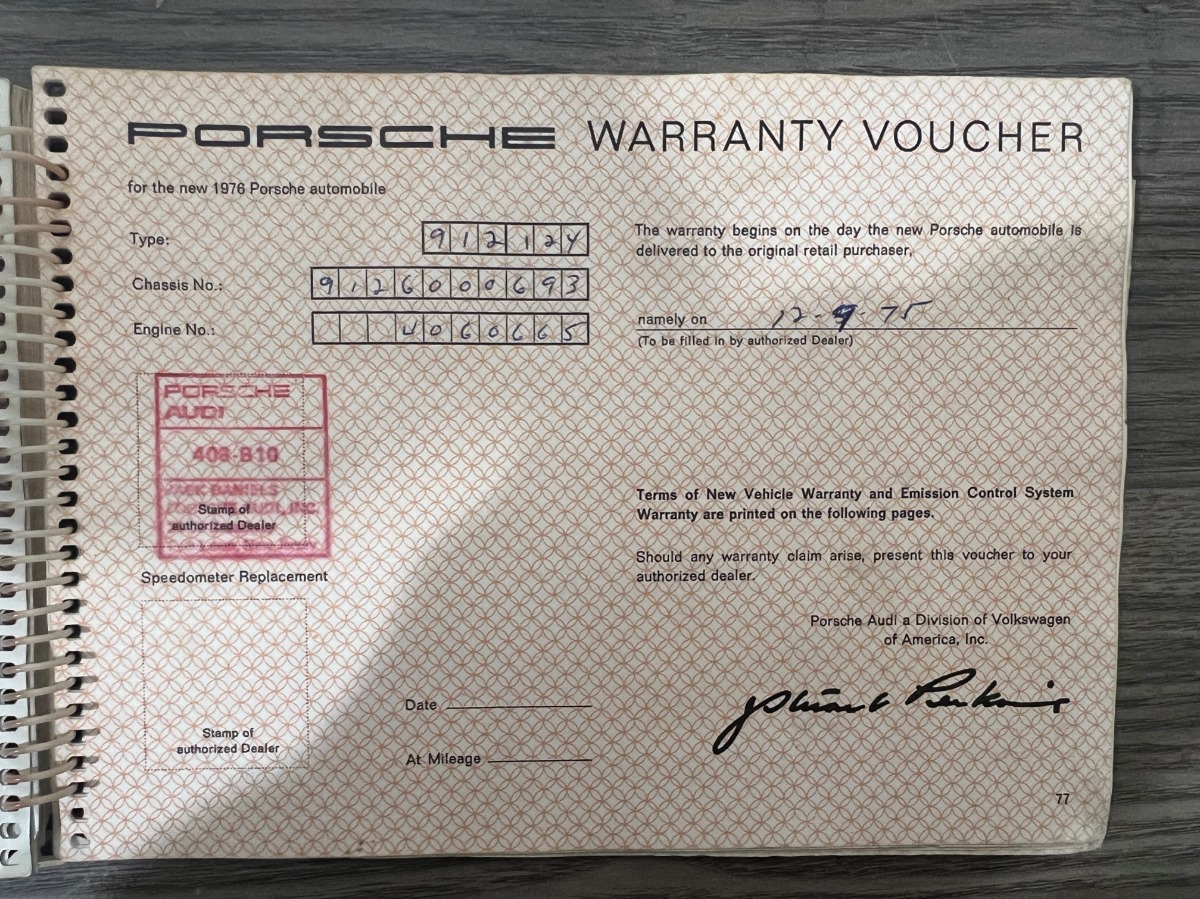 PORSCHE WARRANTY VOUCHER
for the new 1976 Porsche automobile
Type: 912124
Chassis No.: 9126000693
Engine No.: 4060665
The warranty begins on the day the new Porsche automobile is
delivered to the original retail purchaser,
namely on 12-9-75
(To be filled in by authorized Dealer)
PORSCHE
AUDI
408-B10
DANIELS
AUDI, INC.
Stamp of
authorized Dealer
Speedometer Replacement
Stamp of
authorized Dealer
Date
At Mileage
Terms of New Vehicle Warranty and Emission Control System
Warranty are printed on the following pages.
Should any warranty claim arise, present this voucher to your
authorized dealer.
Porsche Audi a Division of Volkswagen
of America, Inc.
77